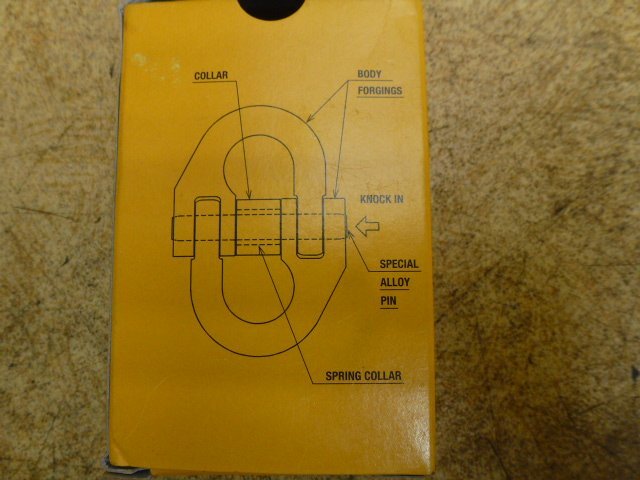 COLLAR
BODY
FORGINGS
KNOCK IN
SPECIAL
ALLOY
PIN
SPRING COLLAR